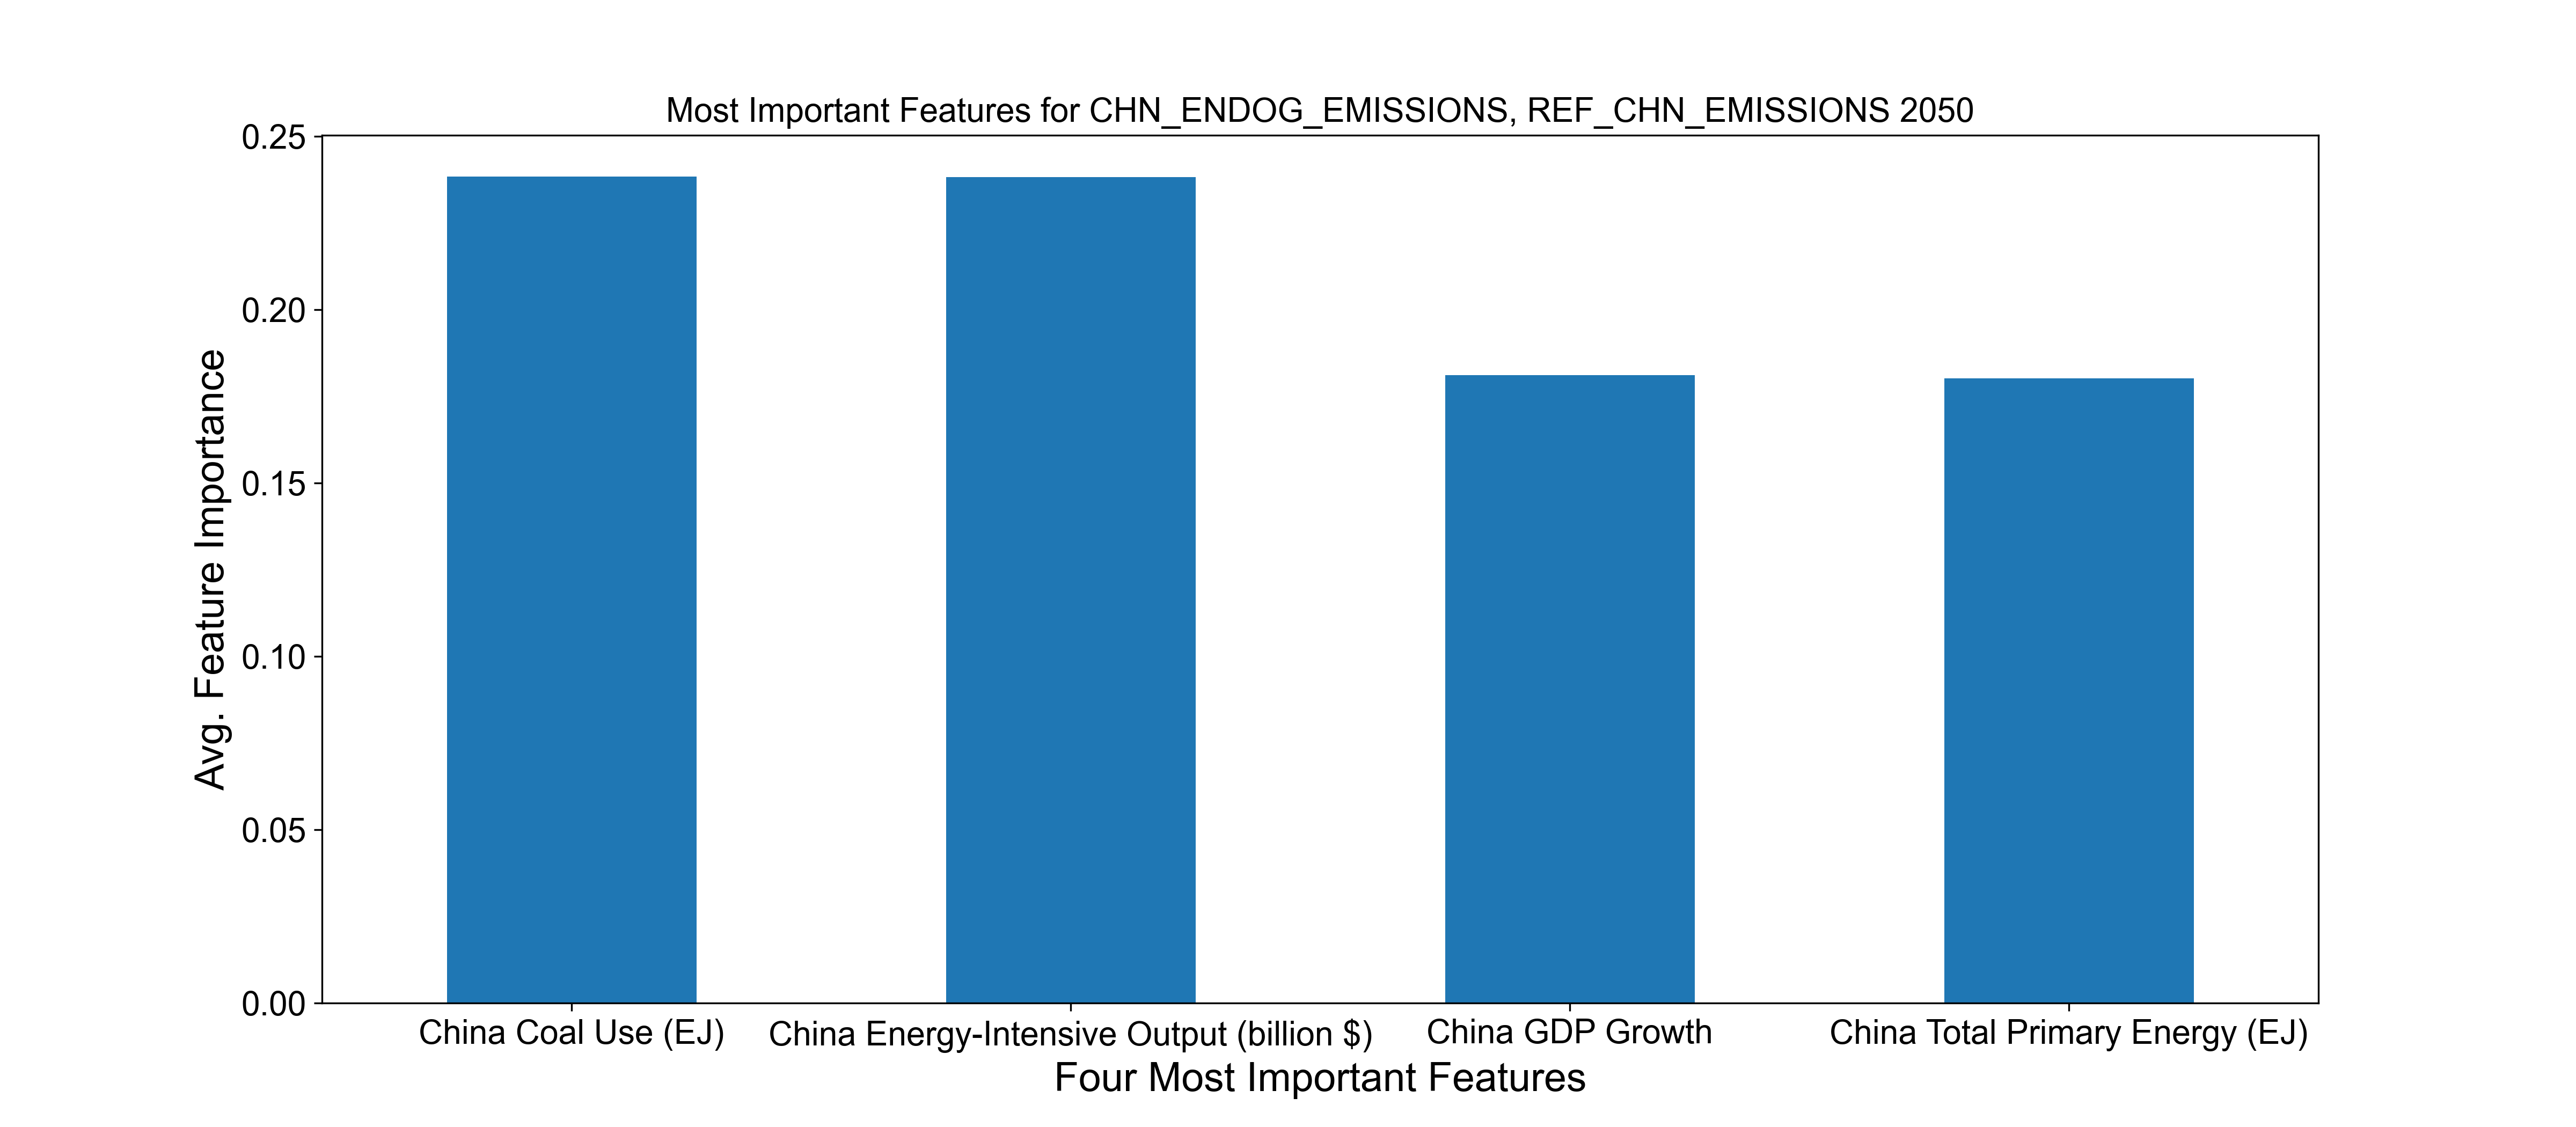 Most Important Features for CHN_ENDOG_EMISSIONS, REF_CHN_EMISSIONS 2050
Avg. Feature Importance
0.25
0.20
0.15
0.10
0.05
0.00
China Coal Use (EJ)
China Energy-Intensive Output (billion $)
China GDP Growth
China Total Primary Energy (EJ)
Four Most Important Features